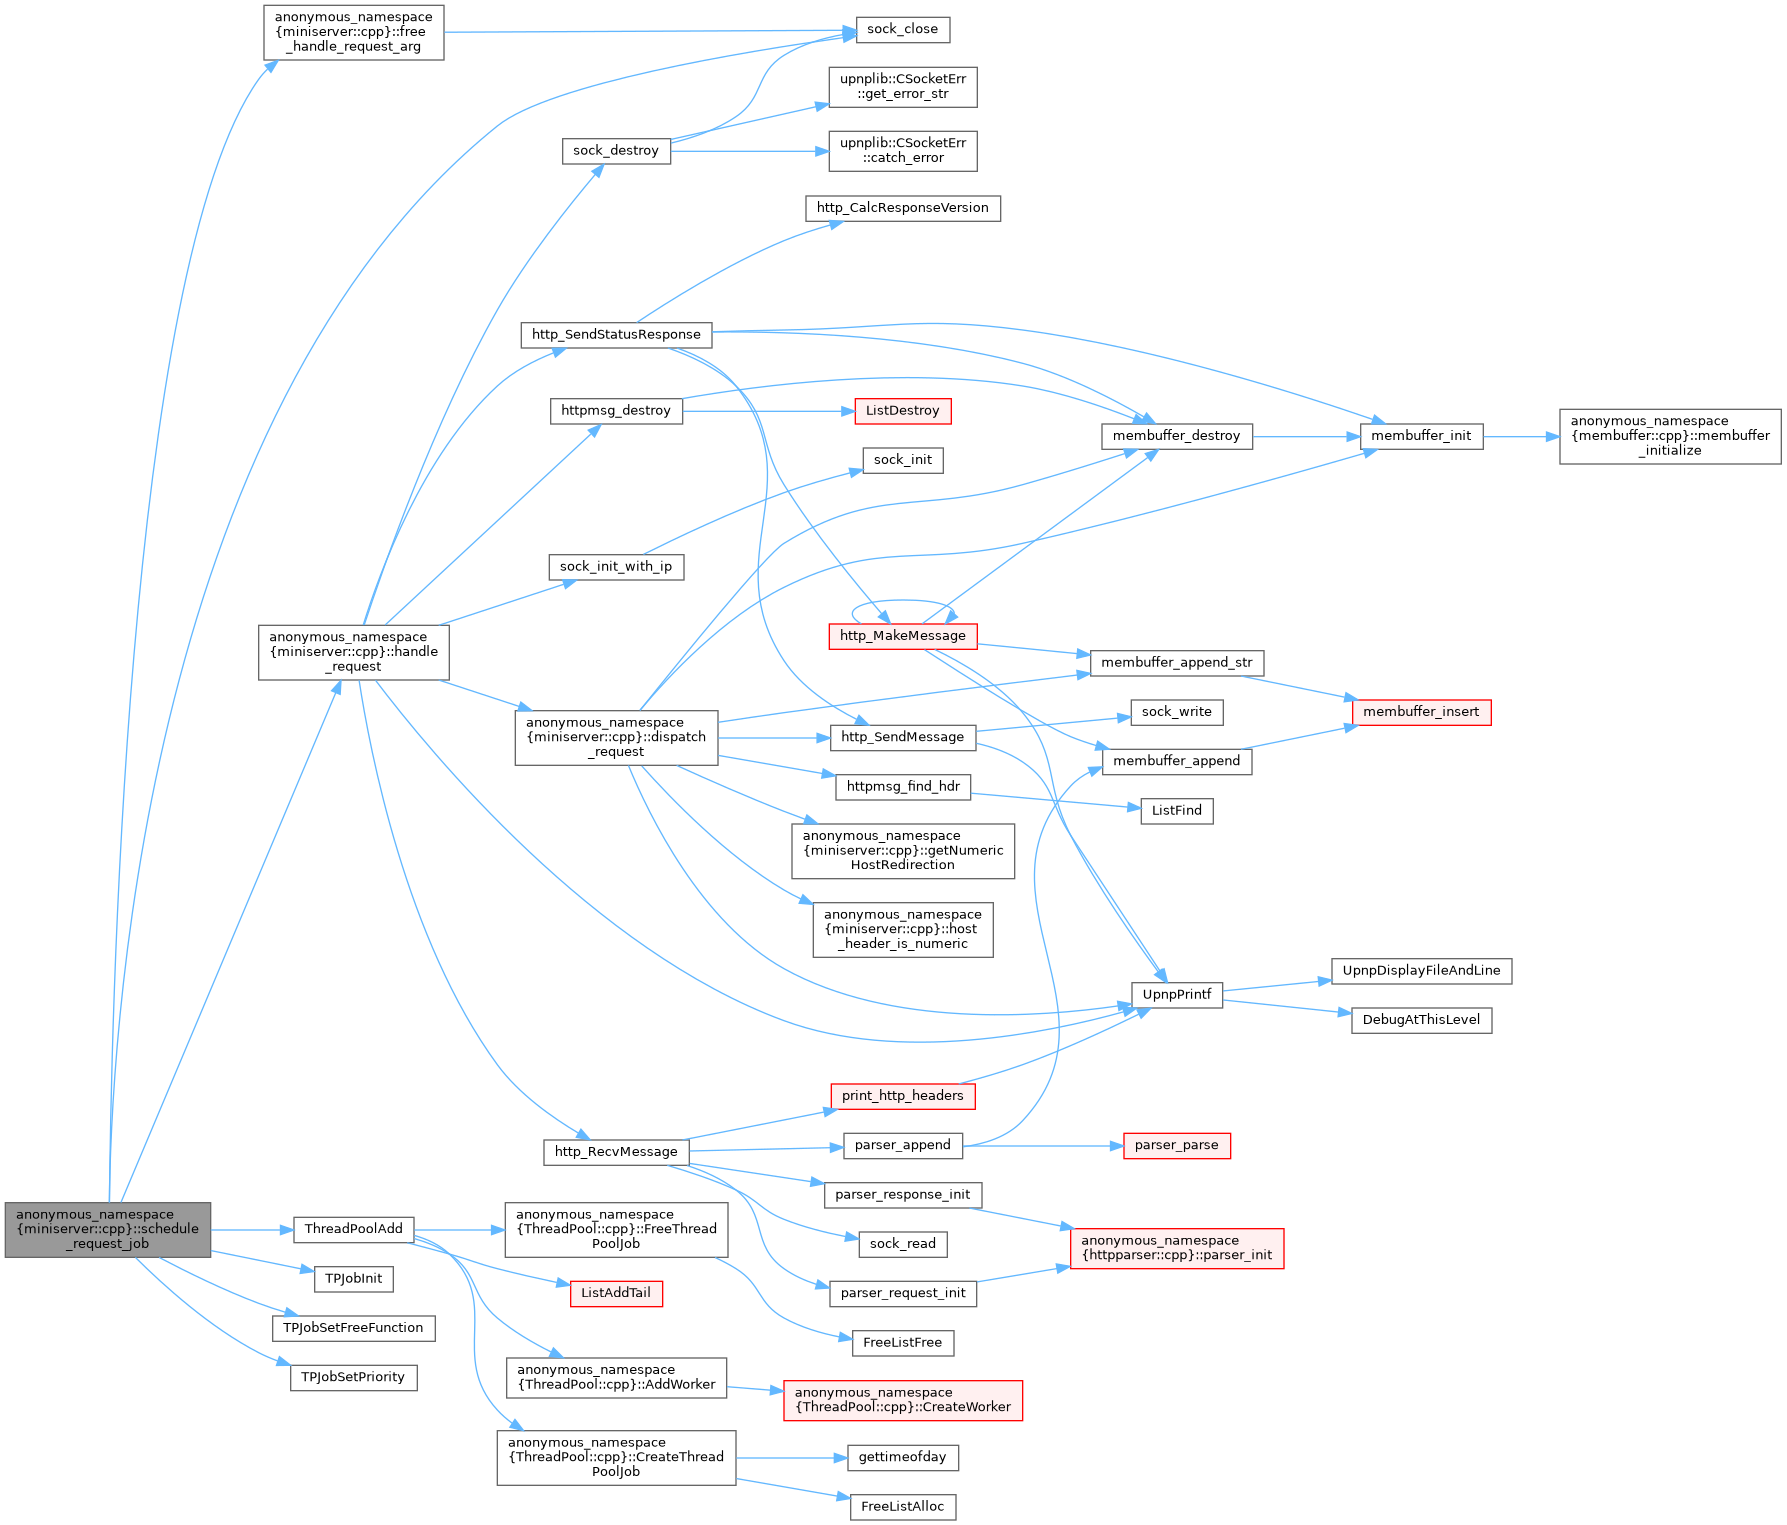 anonymous_namespace
{miniserver::cpp}::free
_handle_request_arg
sock_close
upnplib::CSocketErr
::get_error_str
sock_destroy
upnplib::CSocketErr
::catch_error
http_CalcResponseVersion
http_SendStatusResponse
httpmsg_destroy
ListDestroy
membuffer_destroy
membuffer_init
anonymous_namespace
{membuffer::cpp}::membuffer
_initialize
sock_init
sock_init_with_ip
anonymous_namespace
{miniserver::cpp}::handle
_request
http_MakeMessage
membuffer_append_str
sock_write
membuffer_insert
anonymous_namespace
{miniserver::cpp}::dispatch
_request
http_SendMessage
membuffer_append
httpmsg_find_hdr
ListFind
anonymous_namespace
{miniserver::cpp}::getNumeric
HostRedirection
anonymous_namespace
{miniserver::cpp}::host
_header_is_numeric
UpnpPrintf
UpnpDisplayFileAndLine
DebugAtThisLevel
print_http_headers
http_RecvMessage
parser_append
parser_parse
parser_response_init
anonymous_namespace
{miniserver::cpp}::schedule
_request_job
ThreadPoolAdd
anonymous_namespace
{ThreadPool::cpp}::FreeThread
PoolJob
sock_read
anonymous_namespace
{httpparser::cpp}::parser_init
TPJobInit
ListAddTail
parser_request_init
TPJobSetFreeFunction
FreeListFree
TPJobSetPriority
anonymous_namespace
{ThreadPool::cpp}::AddWorker
anonymous_namespace
{ThreadPool::cpp}::CreateWorker
anonymous_namespace
{ThreadPool::cpp}::CreateThread
PoolJob
gettimeofday
FreeListAlloc